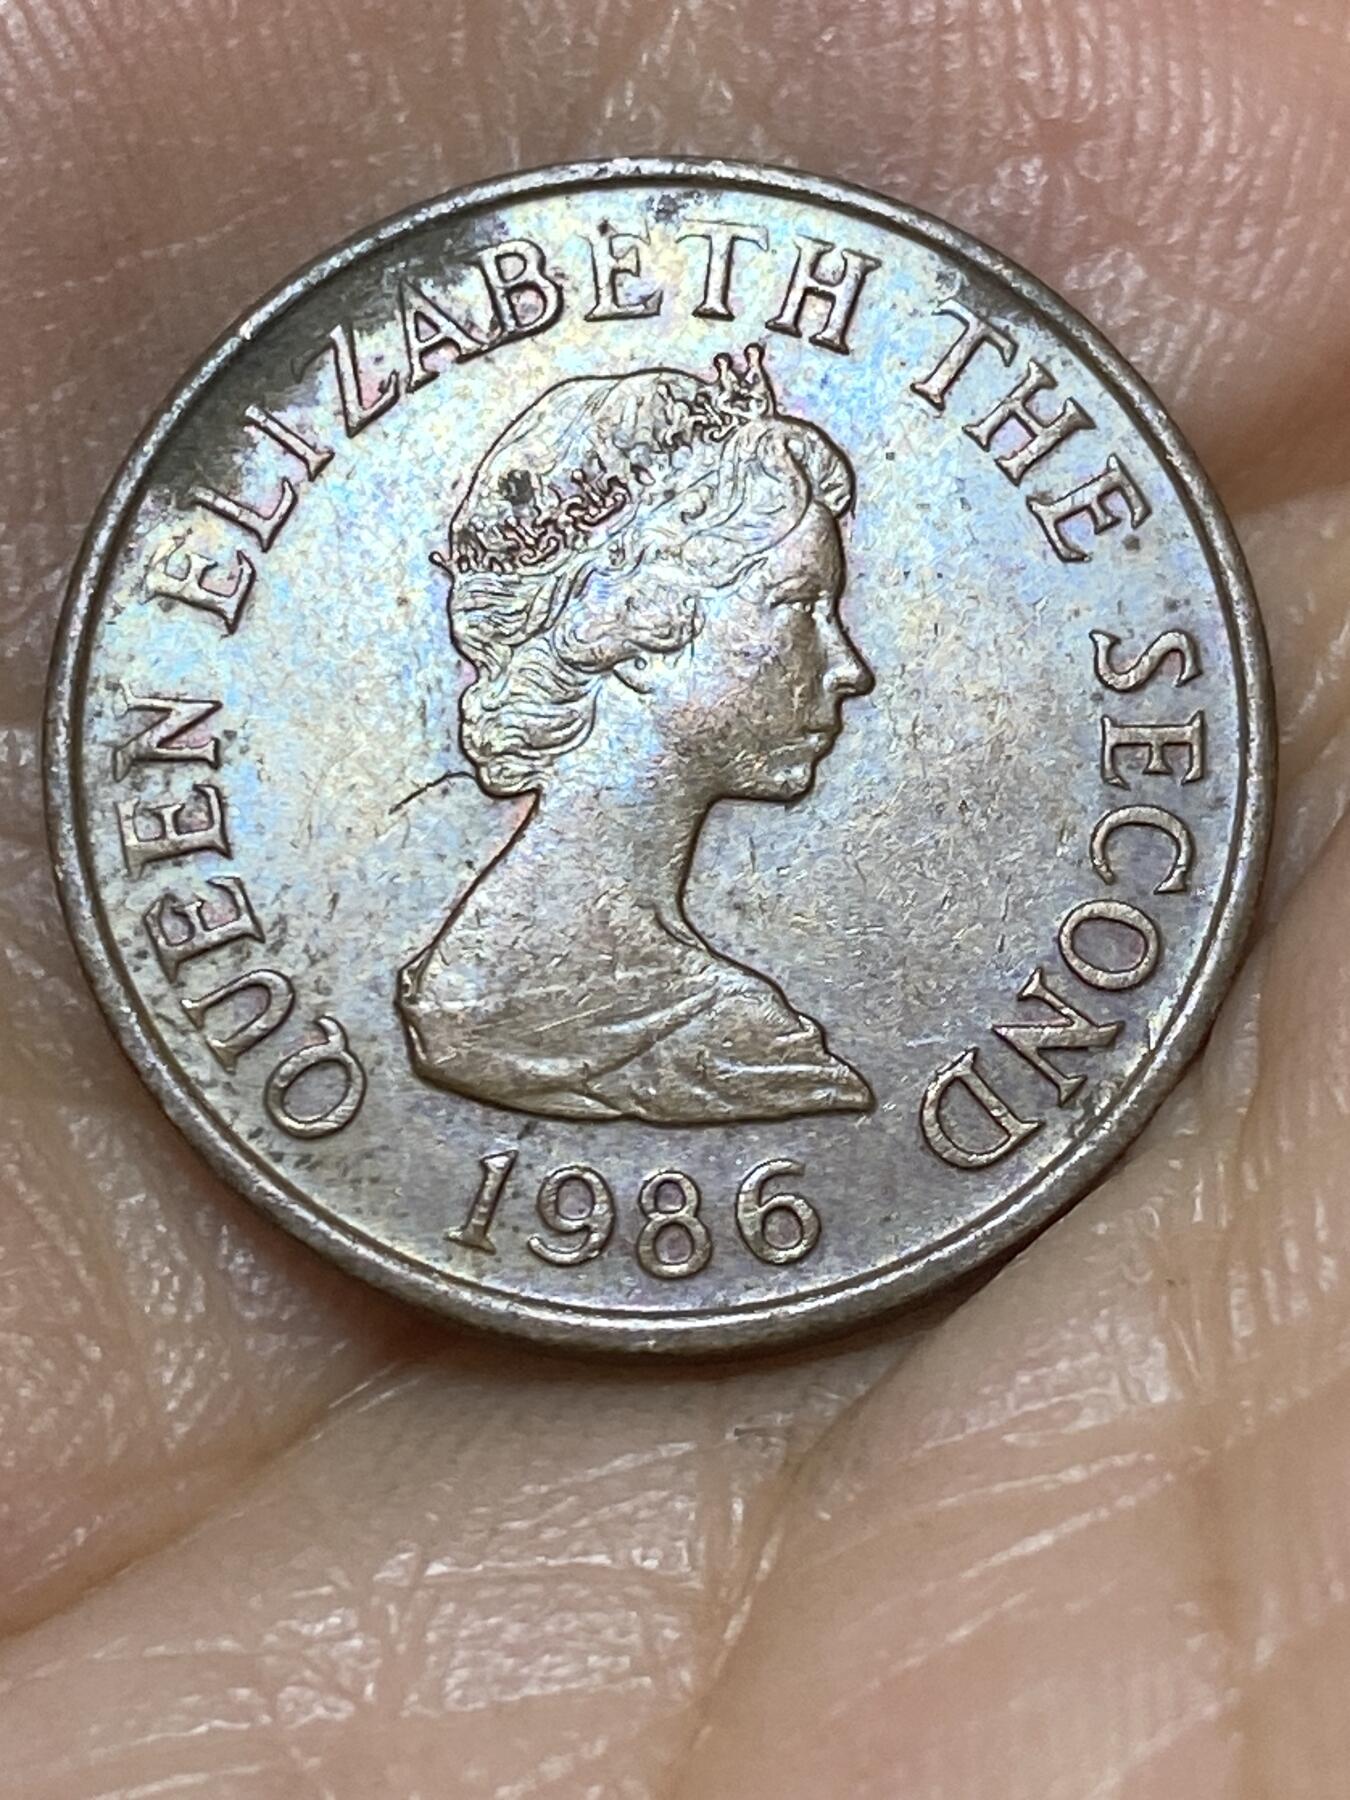 QUEEN ELIZABETH THE SECOND
1986